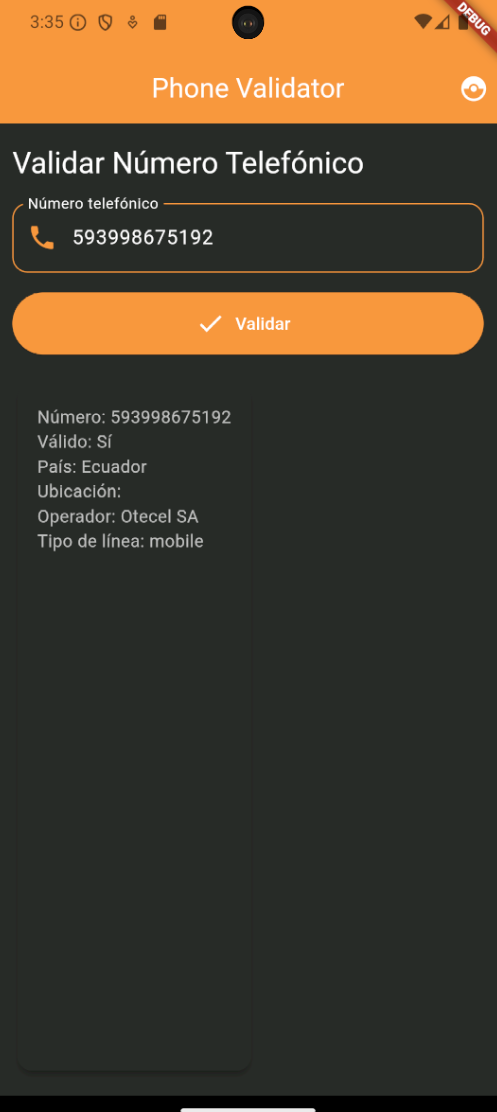 3:35
DEBUG
Phone Validator
Validar Número Telefónico
Número telefónico
593998675192
Validar
Número: 593998675192
Válido: Sí
País: Ecuador
Ubicación:
Operador: Otecel SA
Tipo de línea: mobile